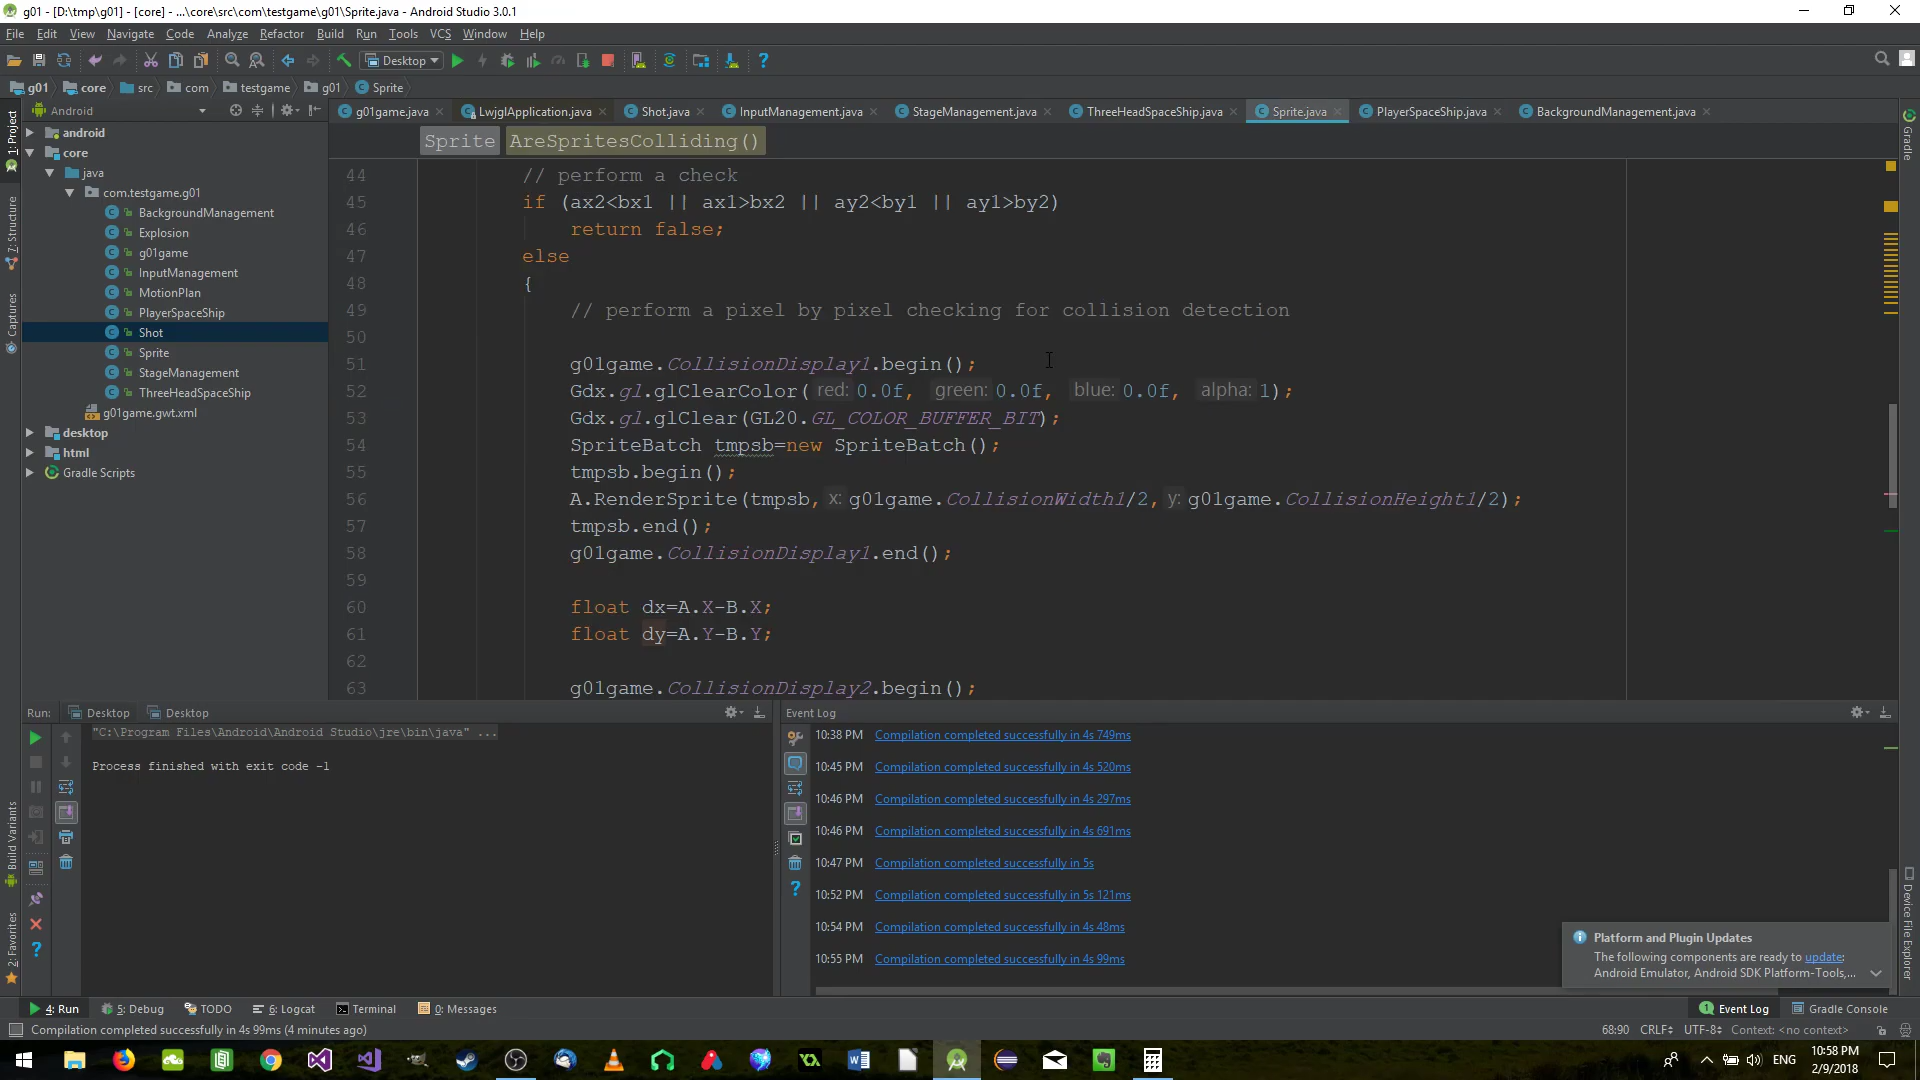 g01 - [D:\tmp\g01] - [core] - ...\core\src\com\testgame\g01\Sprite.java - Android Studio 3.0.1
File Edit View Navigate Code Analyze Refactor Build Run Tools VCS Window Help
Desktop
g01 core src com testgame g01 Sprite
Android
g01game.java LwjglApplication.java Shot.java InputManagement.java StageManagement.java ThreeHeadSpaceShip.java Sprite.java PlayerSpaceShip.java BackgroundManagement.java
Sprite AreSpritesColliding()
1: Project
7: Structure
Captures
Build Variants
2: Favorites
Gradle
Device File Explorer
android
core
java
com.testgame.g01
BackgroundManagement
Explosion
g01game
InputManagement
MotionPlan
PlayerSpaceShip
Shot
Sprite
StageManagement
ThreeHeadSpaceShip
g01game.gwt.xml
desktop
html
Gradle Scripts
44 // perform a check
45 if (ax2<bx1 || ax1>bx2 || ay2<by1 || ay1>by2)
46 return false;
47 else
48 {
49 // perform a pixel by pixel checking for collision detection
50
51 g01game.CollisionDisplay1.begin();
52 Gdx.gl.glClearColor( red: 0.0f, green: 0.0f, blue: 0.0f, alpha: 1);
53 Gdx.gl.glClear(GL20.GL_COLOR_BUFFER_BIT);
54 SpriteBatch tmpsb=new SpriteBatch();
55 tmpsb.begin();
56 A.RenderSprite(tmpsb, x: g01game.CollisionWidth1/2, y: g01game.CollisionHeight1/2);
57 tmpsb.end();
58 g01game.CollisionDisplay1.end();
59
60 float dx=A.X-B.X;
61 float dy=A.Y-B.Y;
62
63 g01game.CollisionDisplay2.begin();
Run: Desktop Desktop
"C:\Program Files\Android\Android Studio\jre\bin\java" ...
Process finished with exit code -1
Event Log
10:38 PM Compilation completed successfully in 4s 749ms
10:45 PM Compilation completed successfully in 4s 520ms
10:46 PM Compilation completed successfully in 4s 297ms
10:46 PM Compilation completed successfully in 4s 691ms
10:47 PM Compilation completed successfully in 5s
10:52 PM Compilation completed successfully in 5s 121ms
10:54 PM Compilation completed successfully in 4s 48ms
10:55 PM Compilation completed successfully in 4s 99ms
Platform and Plugin Updates
The following components are ready to update:
Android Emulator, Android SDK Platform-Tools,...
4: Run 5: Debug TODO 6: Logcat Terminal 0: Messages 1 Event Log Gradle Console
Compilation completed successfully in 4s 99ms (4 minutes ago)
68:90 CRLF UTF-8 Context: <no context>
ENG
10:58 PM
2/9/2018